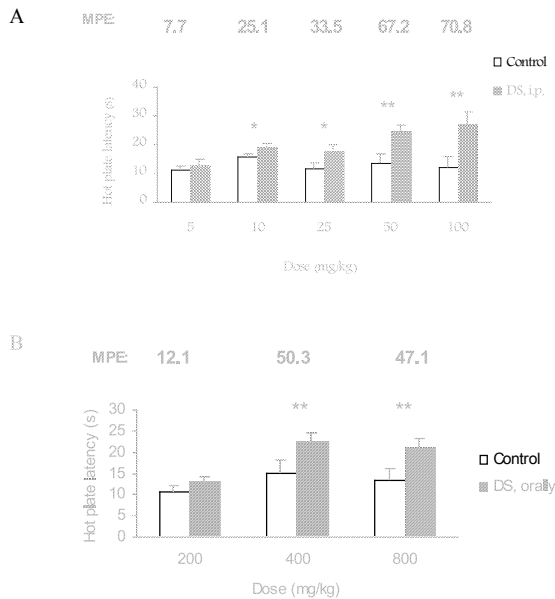 A
MPE: 7.7 25.1 33.5 67.2 70.8
Control
DS, i.p.
Hot plate latency (s)
40
30
20
10
0
* * ** **
5 10 25 50 100
Dose (mg/kg)
B
MPE: 12.1 50.3 47.1
Control
DS, orally
Hot plate latency (s)
30
25
20
15
10
5
0
** **
200 400 800
Dose (mg/kg)